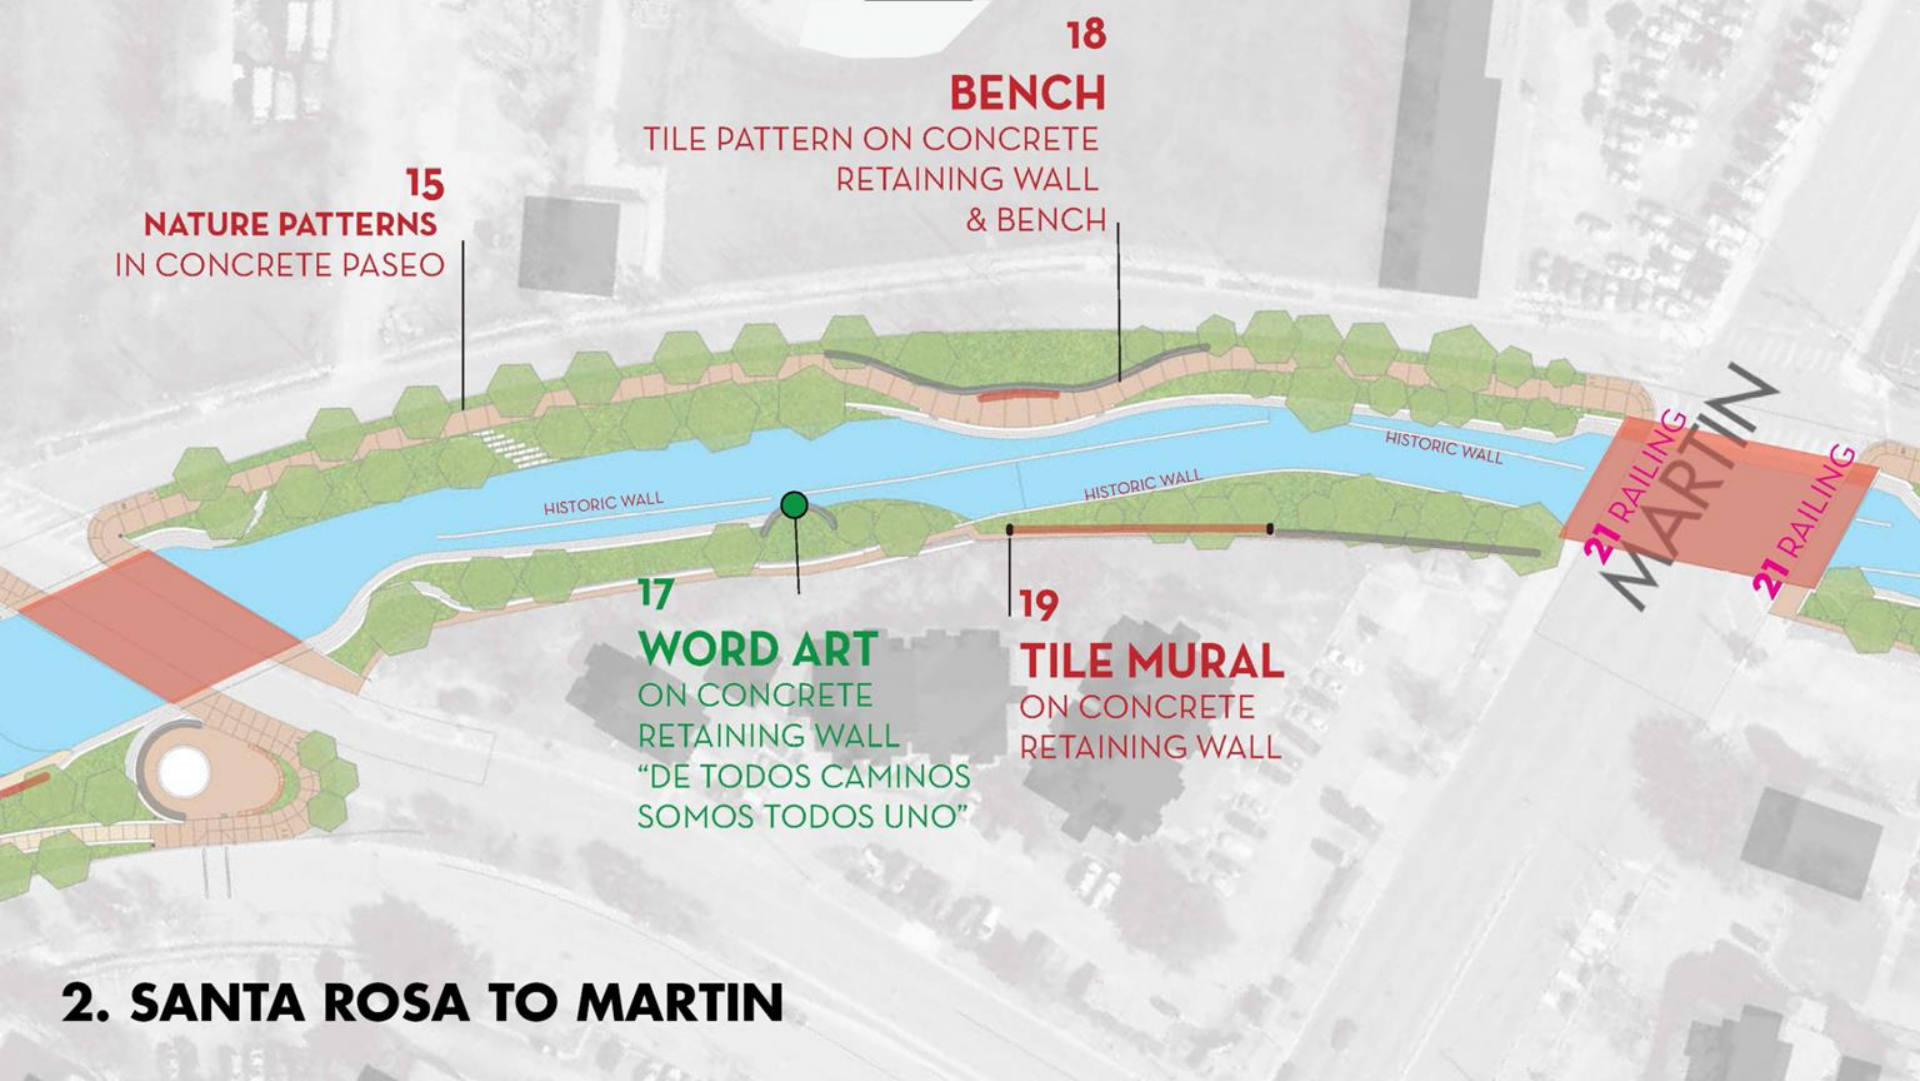 18
BENCH
TILE PATTERN ON CONCRETE
RETAINING WALL
& BENCH
15
NATURE PATTERNS
IN CONCRETE PASEO
HISTORIC WALL
HISTORIC WALL
HISTORIC WALL
21 RAILING
MARTIN
21 RAILING
17
WORD ART
ON CONCRETE
RETAINING WALL
“DE TODOS CAMINOS
SOMOS TODOS UNO”
19
TILE MURAL
ON CONCRETE
RETAINING WALL
2. SANTA ROSA TO MARTIN